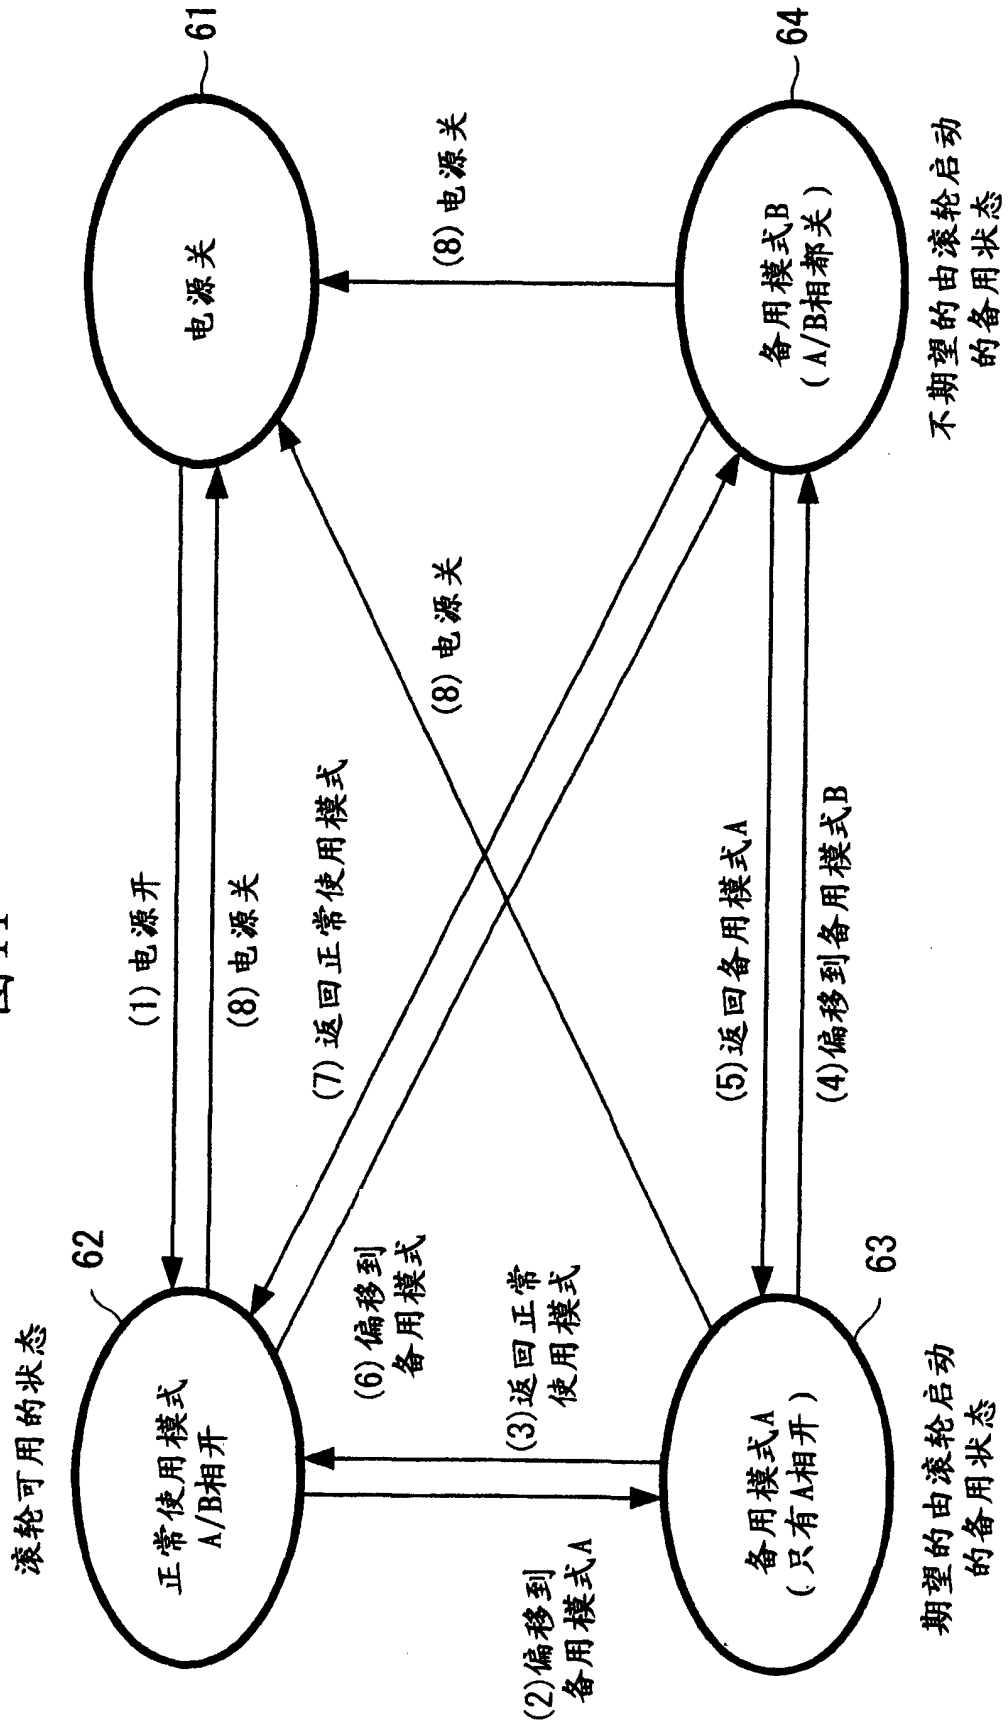 图11
滚轮可用的状态
62
正常使用模式
A/B相开
(1)电源开
(8)电源关
61
电源关
(7)返回正常使用模式
(6)偏移到
备用模式
(2)偏移到
备用模式A
(3)返回正常
使用模式
(8)电源关
(8)电源关
(5)返回备用模式A
(4)偏移到备用模式B
备用模式A
(只有A相开)
63
期望的由滚轮启动
的备用状态
备用模式B
(A/B相都关)
64
不期望的由滚轮启动
的备用状态